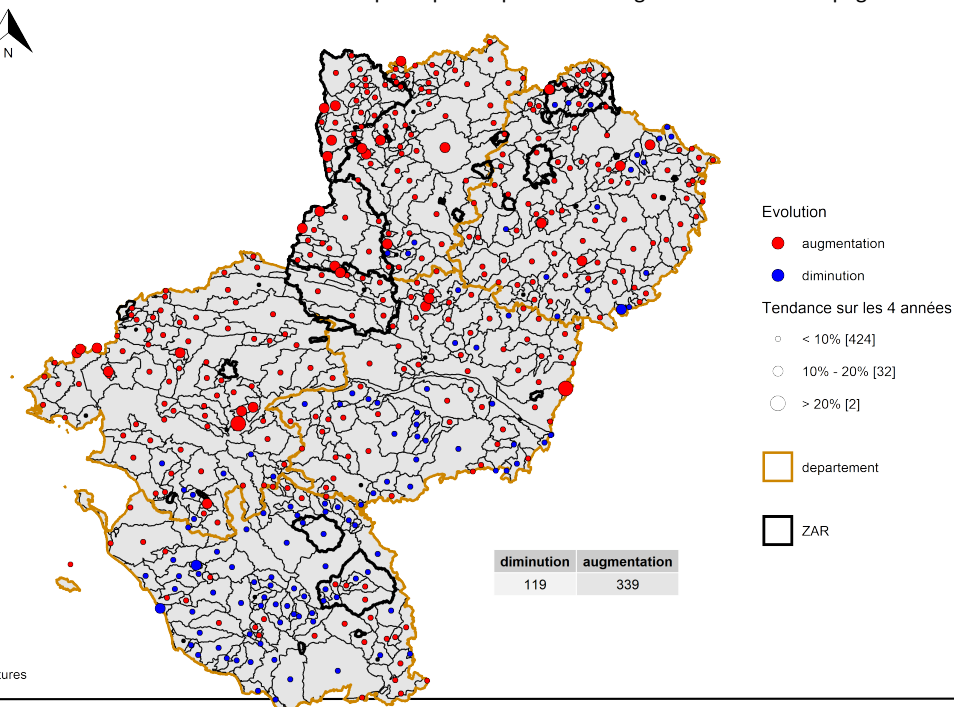 N
Evolution
augmentation
diminution
Tendance sur les 4 années
< 10% [424]
10% - 20% [32]
> 20% [2]
departement
ZAR
diminution augmentation
119 339
tures